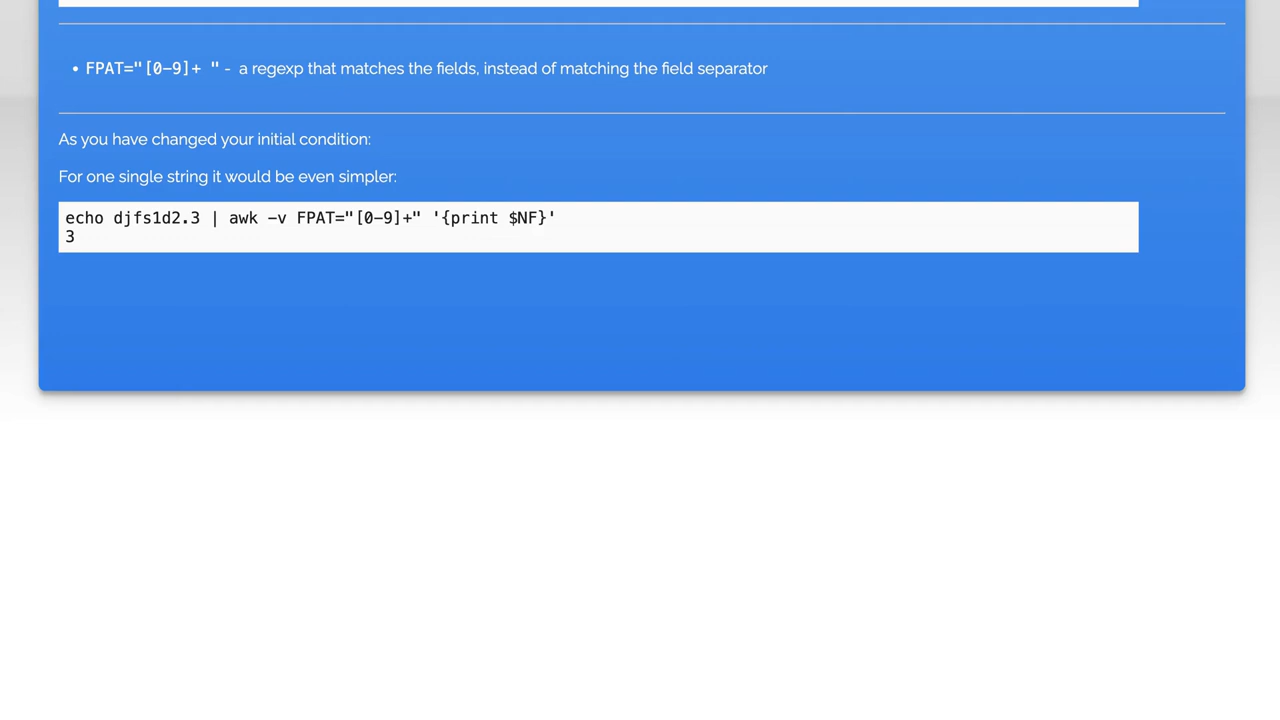 • FPAT="[0-9]+ " - a regexp that matches the fields, instead of matching the field separator
As you have changed your initial condition:
For one single string it would be even simpler:
echo djfs1d2.3 | awk -v FPAT="[0-9]+" '{print $NF}'
3